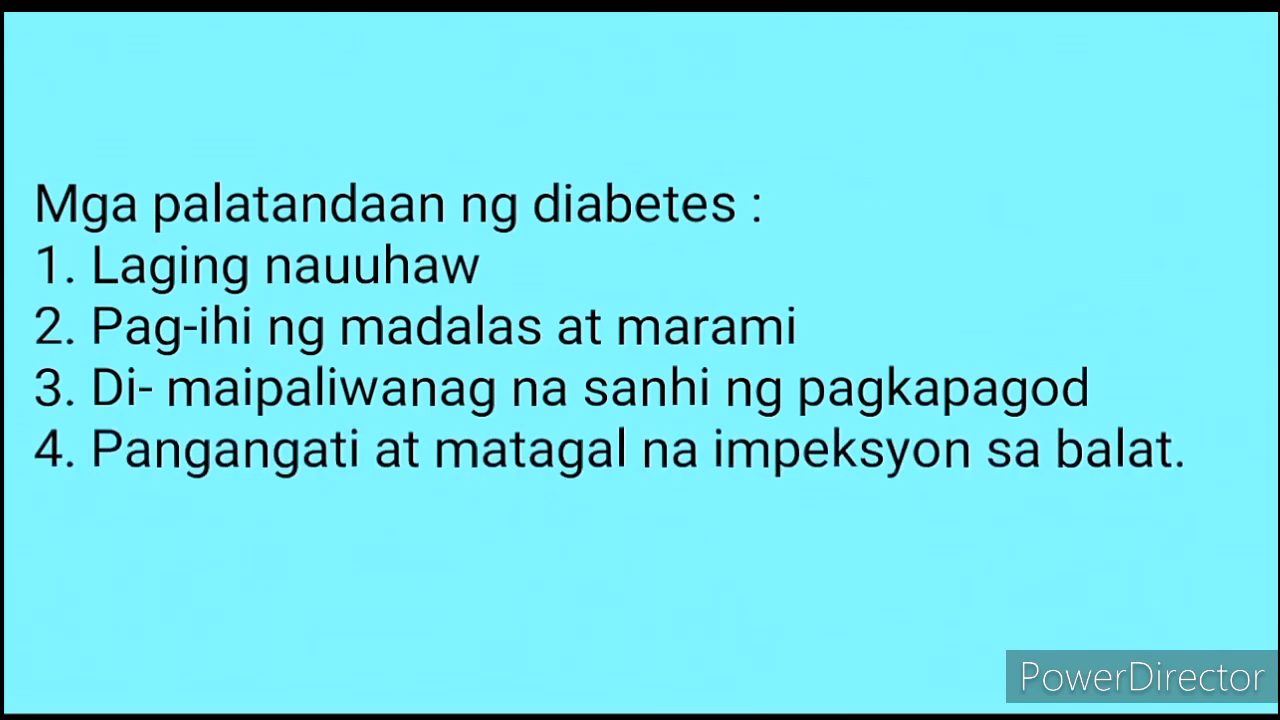 Mga palatandaan ng diabetes :
1. Laging nauuhaw
2. Pag-ihi ng madalas at marami
3. Di- maipaliwanag na sanhi ng pagkapagod
4. Pangangati at matagal na impeksyon sa balat.
PowerDirector